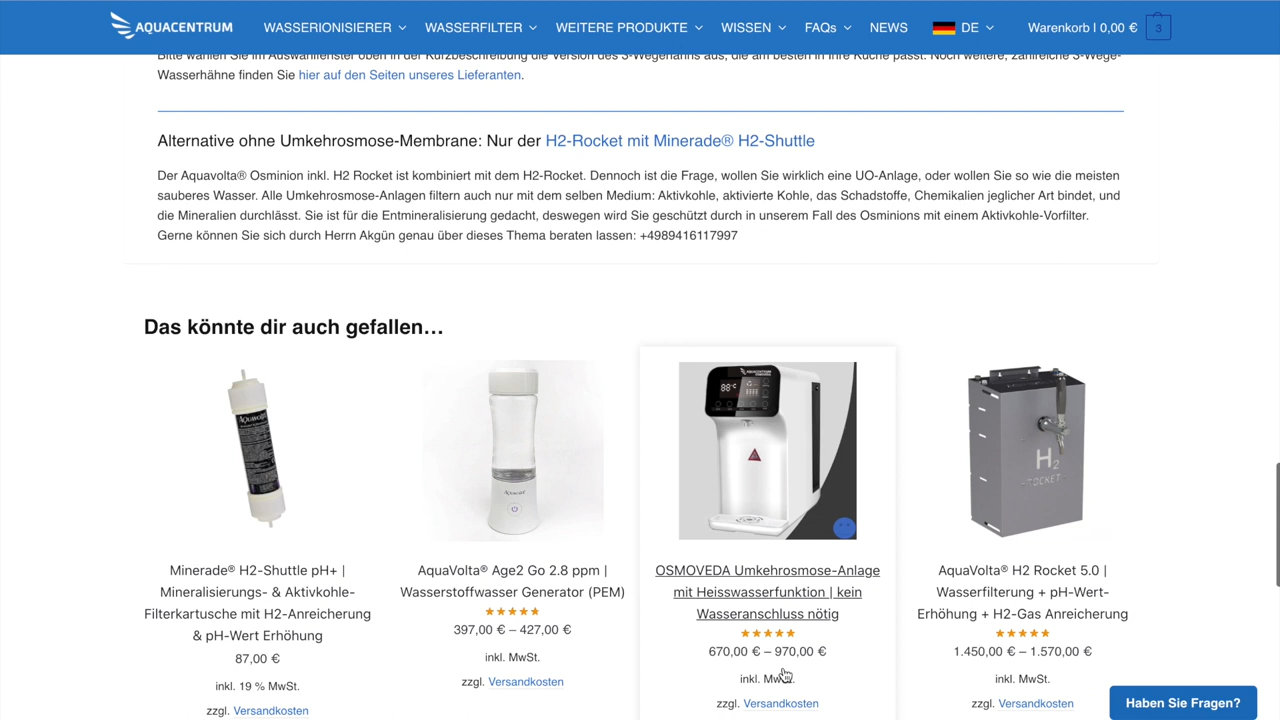 AQUACENTRUM WASSERIONISIERER WASSERFILTER WEITERE PRODUKTE WISSEN FAQs NEWS DE Warenkorb I 0,00 € 3
Bitte wählen Sie im Auswahlfenster oben in der Kurzbeschreibung die Version des 3-Wegehahns aus, die am besten in Ihre Küche passt. Noch weitere, zahlreiche 3-Wege-
Wasserhähne finden Sie hier auf den Seiten unseres Lieferanten.
Alternative ohne Umkehrosmose-Membrane: Nur der H2-Rocket mit Minerade® H2-Shuttle
Der Aquavolta® Osminion inkl. H2 Rocket ist kombiniert mit dem H2-Rocket. Dennoch ist die Frage, wollen Sie wirklich eine UO-Anlage, oder wollen Sie so wie die meisten
sauberes Wasser. Alle Umkehrosmose-Anlagen filtern auch nur mit dem selben Medium: Aktivkohle, aktivierte Kohle, das Schadstoffe, Chemikalien jeglicher Art bindet, und
die Mineralien durchlässt. Sie ist für die Entmineralisierung gedacht, deswegen wird Sie geschützt durch in unserem Fall des Osminions mit einem Aktivkohle-Vorfilter.
Gerne können Sie sich durch Herrn Akgün genau über dieses Thema beraten lassen: +4989416117997
Das könnte dir auch gefallen…
Minerade® H2-Shuttle pH+ |
Mineralisierungs- & Aktivkohle-
Filterkartusche mit H2-Anreicherung
& pH-Wert Erhöhung
87,00 €
inkl. 19 % MwSt.
zzgl. Versandkosten
AquaVolta® Age2 Go 2.8 ppm |
Wasserstoffwasser Generator (PEM)
397,00 € – 427,00 €
inkl. MwSt.
zzgl. Versandkosten
AQUACENTRUM
88°C
OSMOVEDA Umkehrosmose-Anlage
mit Heisswasserfunktion | kein
Wasseranschluss nötig
670,00 € – 970,00 €
inkl. MwSt.
zzgl. Versandkosten
H2
-ROCKET-
AquaVolta® H2 Rocket 5.0 |
Wasserfilterung + pH-Wert-
Erhöhung + H2-Gas Anreicherung
1.450,00 € – 1.570,00 €
inkl. MwSt.
zzgl. Versandkosten
Haben Sie Fragen?